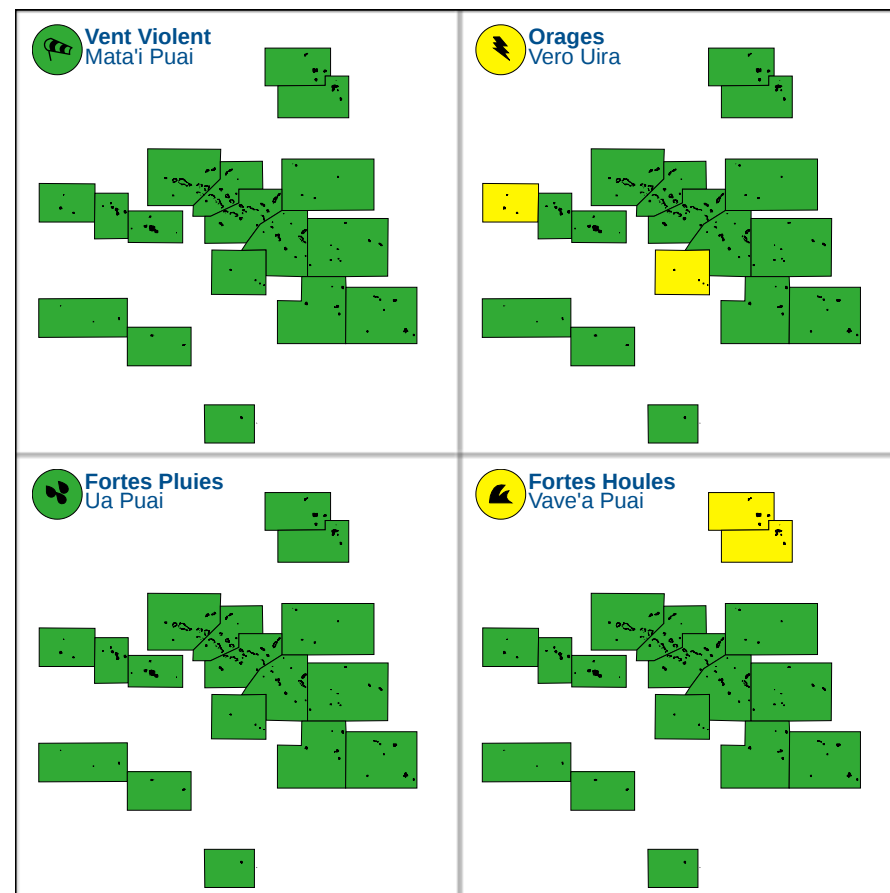 Vent Violent
Mata'i Puai
Orages
Vero Uira
Fortes Pluies
Ua Puai
Fortes Houles
Vave'a Puai